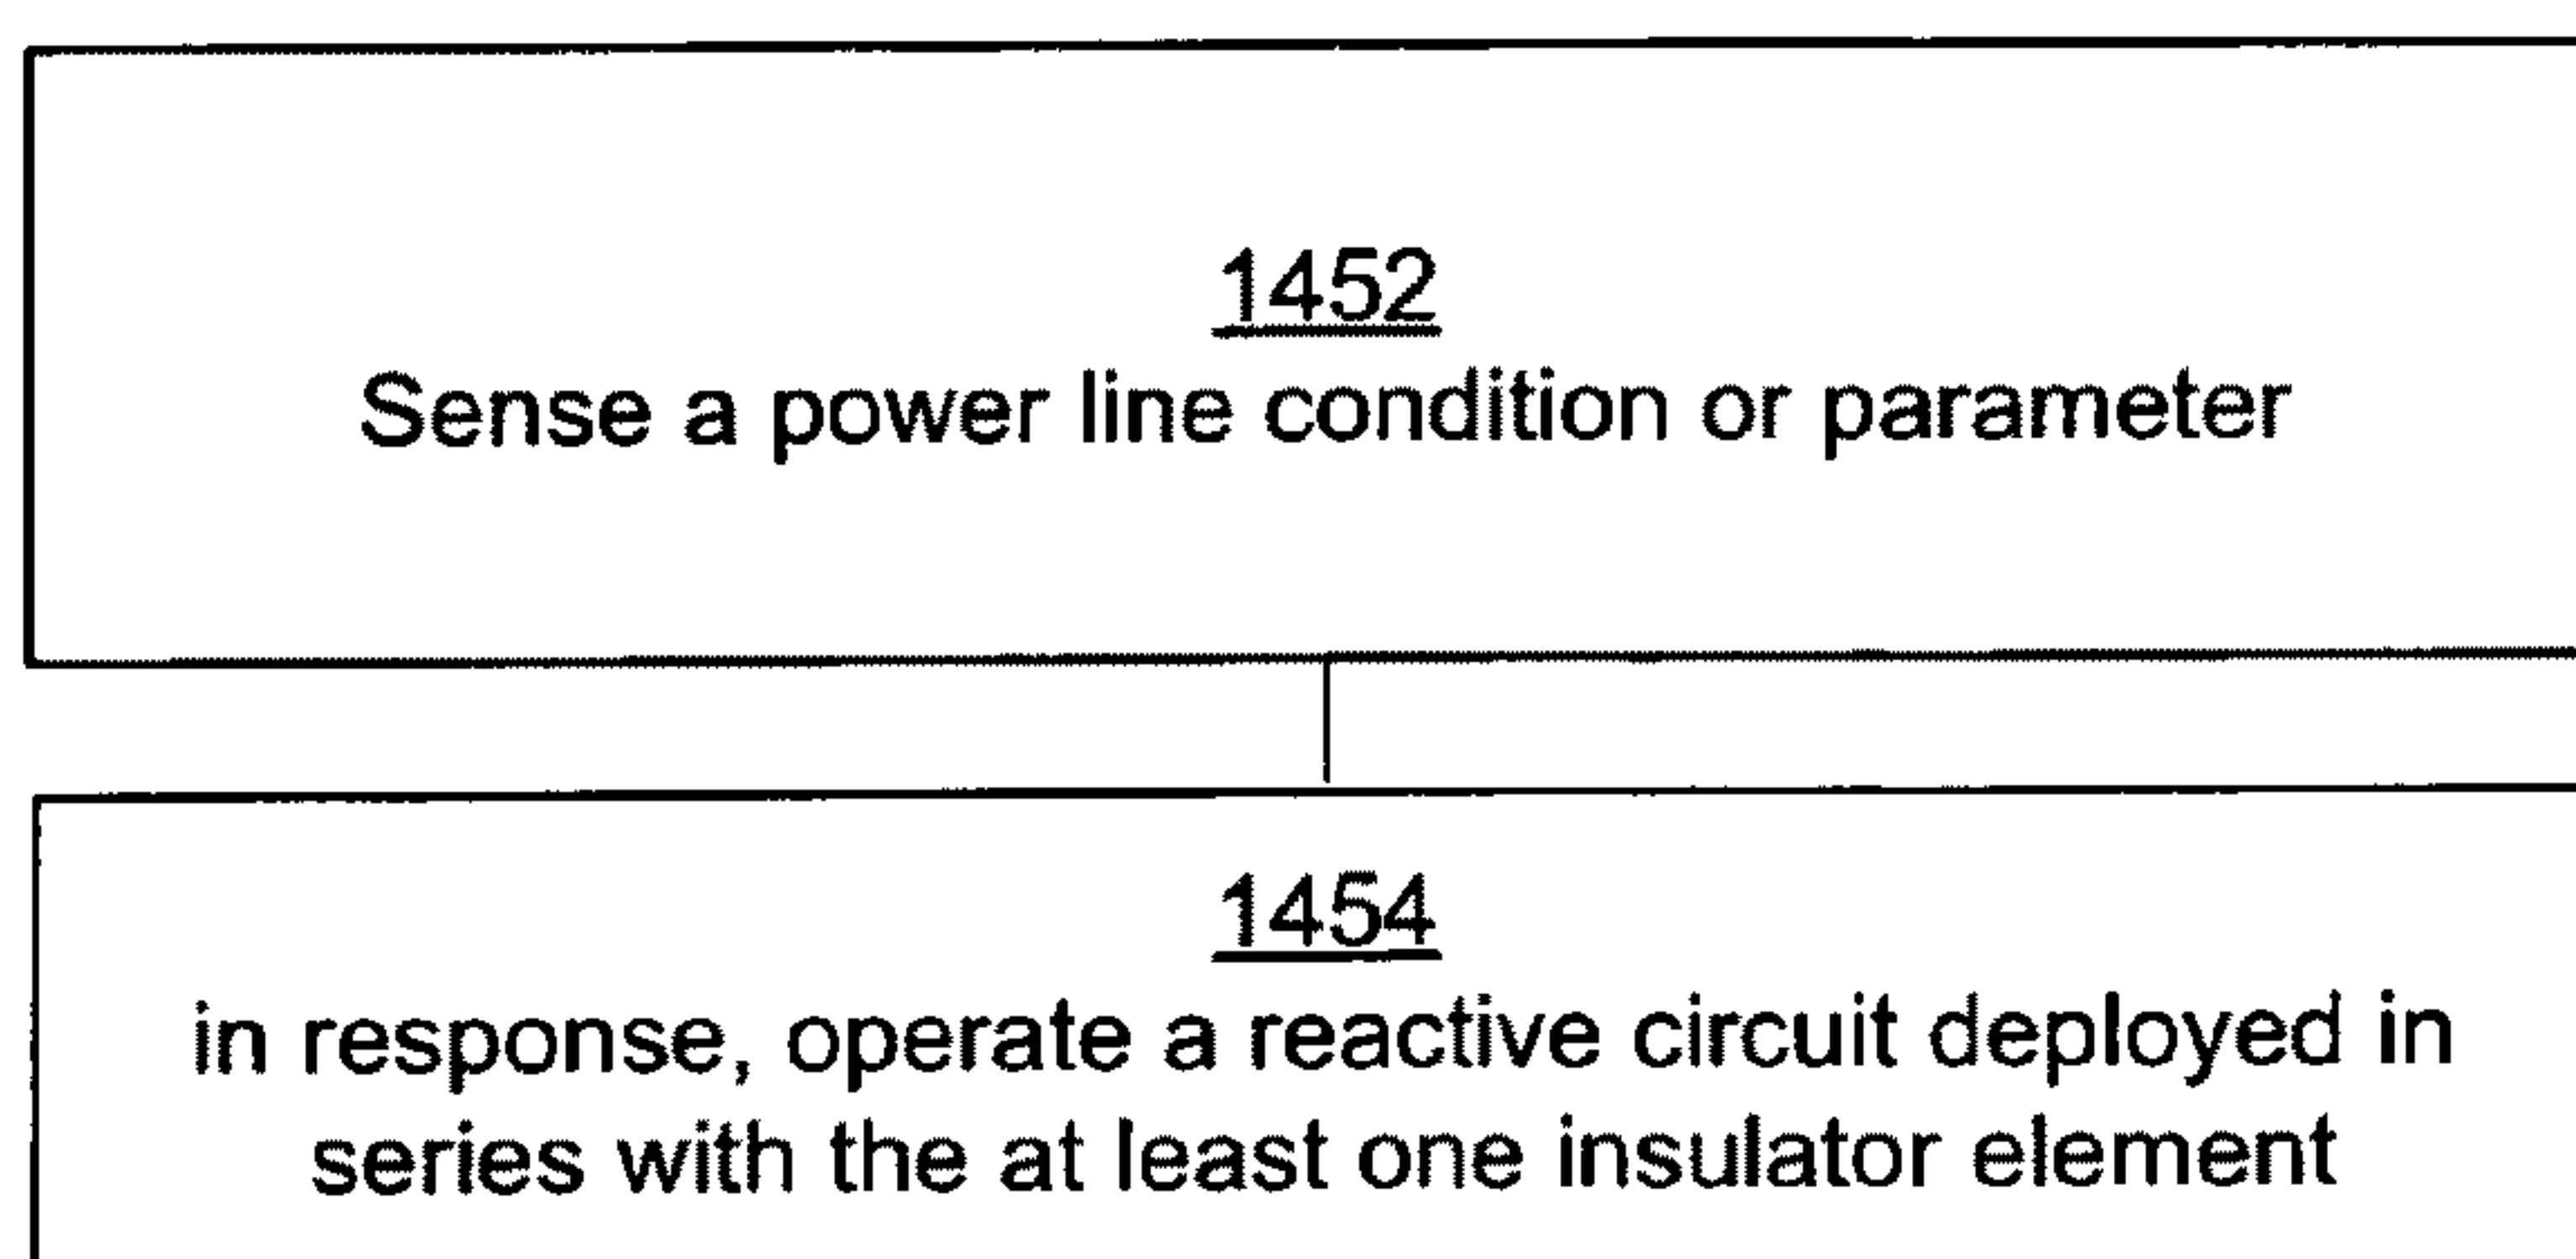 1452
Sense a power line condition or parameter
1454
in response, operate a reactive circuit deployed in
series with the at least one insulator element